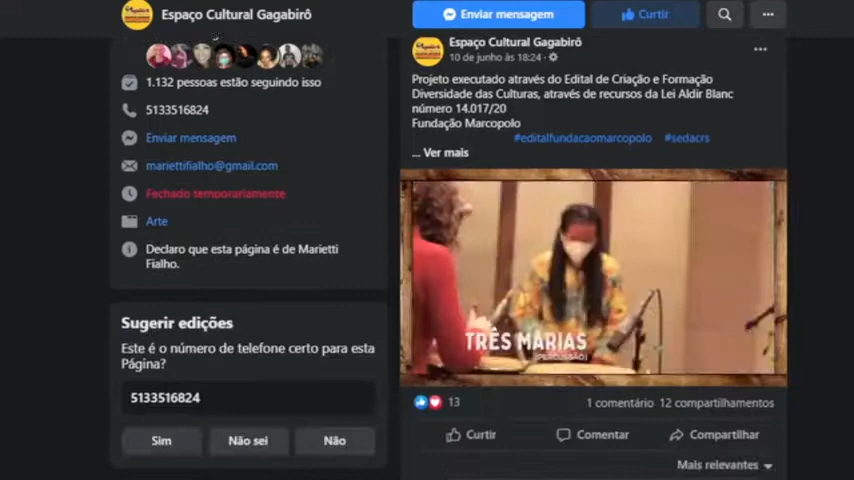 Espaço Cultural Gagabirô
Enviar mensagem
Curtir
1.132 pessoas estão seguindo isso
5133516824
Enviar mensagem
mariettifialho@gmail.com
Fechado temporariamente
Arte
Declaro que esta página é de Marietti
Fialho.
Sugerir edições
Este é o número de telefone certo para esta
Página?
5133516824
Sim
Não sei
Não
Espaço Cultural Gagabirô
10 de junho às 18:24
Projeto executado através do Edital de Criação e Formação
Diversidade das Culturas, através de recursos da Lei Aldir Blanc
número 14.017/20
Fundação Marcopolo
#editalfundacaomarcopolo #sedacrs
... Ver mais
TRÊS MARIAS
(PERCUSSÃO)
13
1 comentário 12 compartilhamentos
Curtir
Comentar
Compartilhar
Mais relevantes